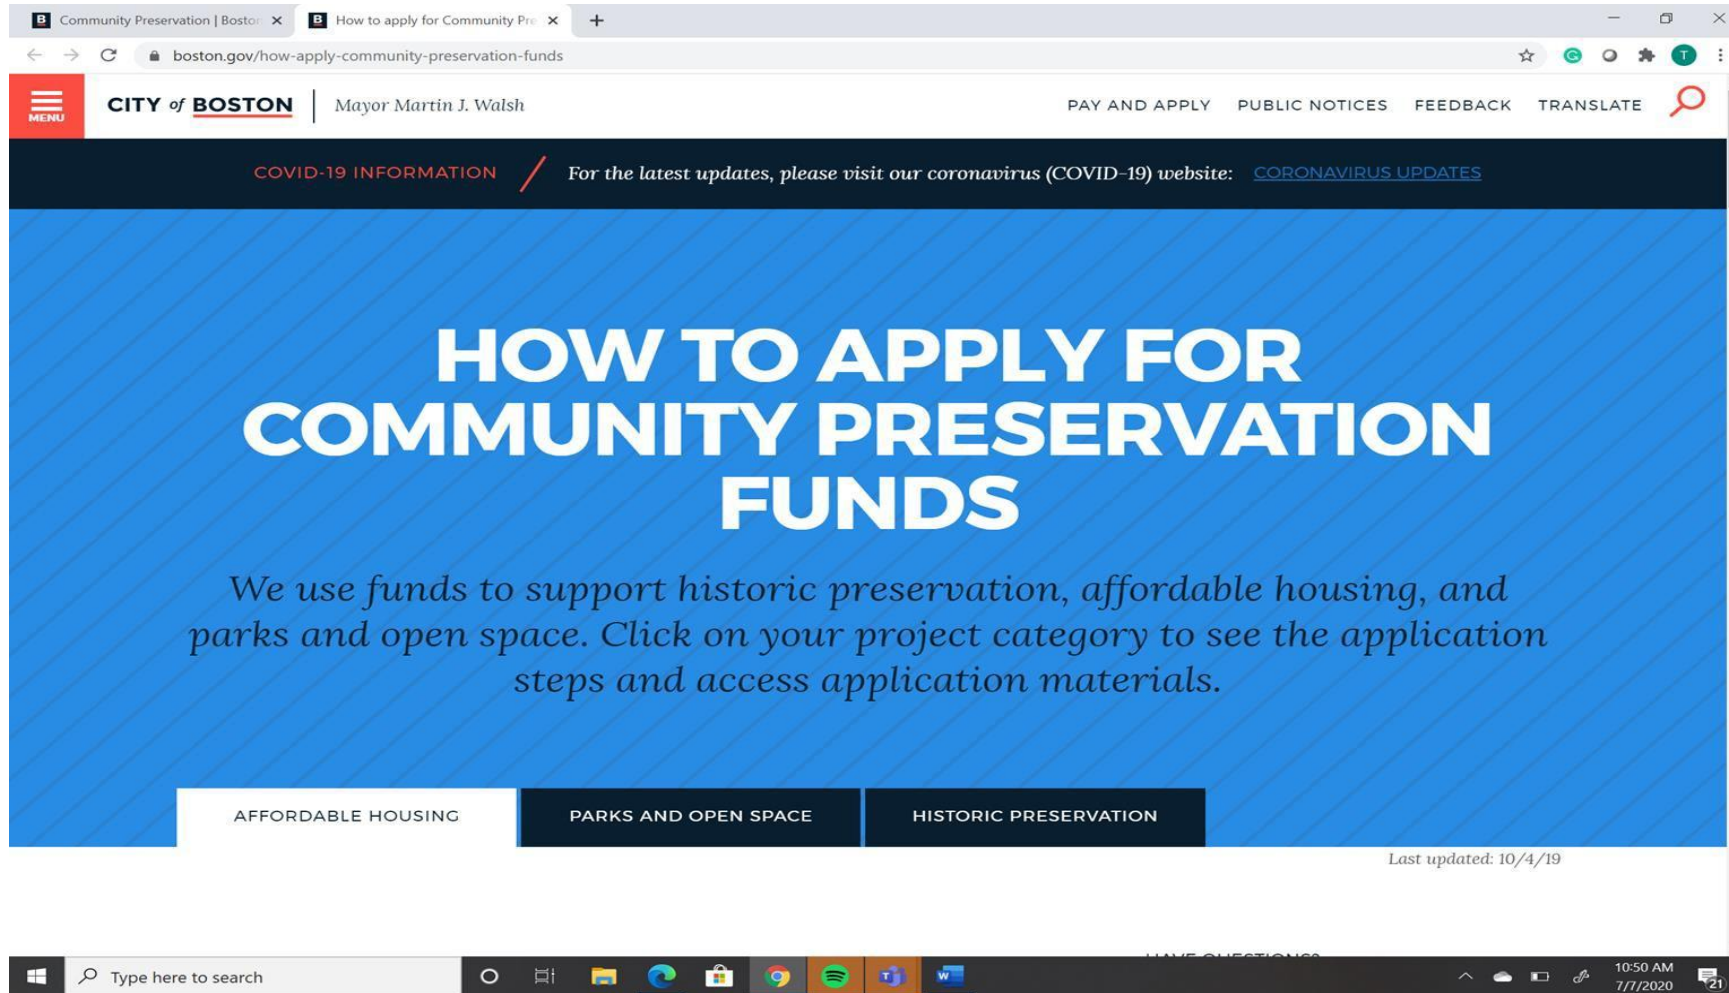 Community Preservation | Boston
How to apply for Community Pre
boston.gov/how-apply-community-preservation-funds
T
MENU
CITY of BOSTON
Mayor Martin J. Walsh
PAY AND APPLY
PUBLIC NOTICES
FEEDBACK
TRANSLATE
COVID-19 INFORMATION
For the latest updates, please visit our coronavirus (COVID-19) website:
CORONAVIRUS UPDATES
HOW TO APPLY FOR
COMMUNITY PRESERVATION
FUNDS
We use funds to support historic preservation, affordable housing, and
parks and open space. Click on your project category to see the application
steps and access application materials.
AFFORDABLE HOUSING
PARKS AND OPEN SPACE
HISTORIC PRESERVATION
Last updated: 10/4/19
HAVE QUESTIONS?
Type here to search
10:50 AM
7/7/2020
21